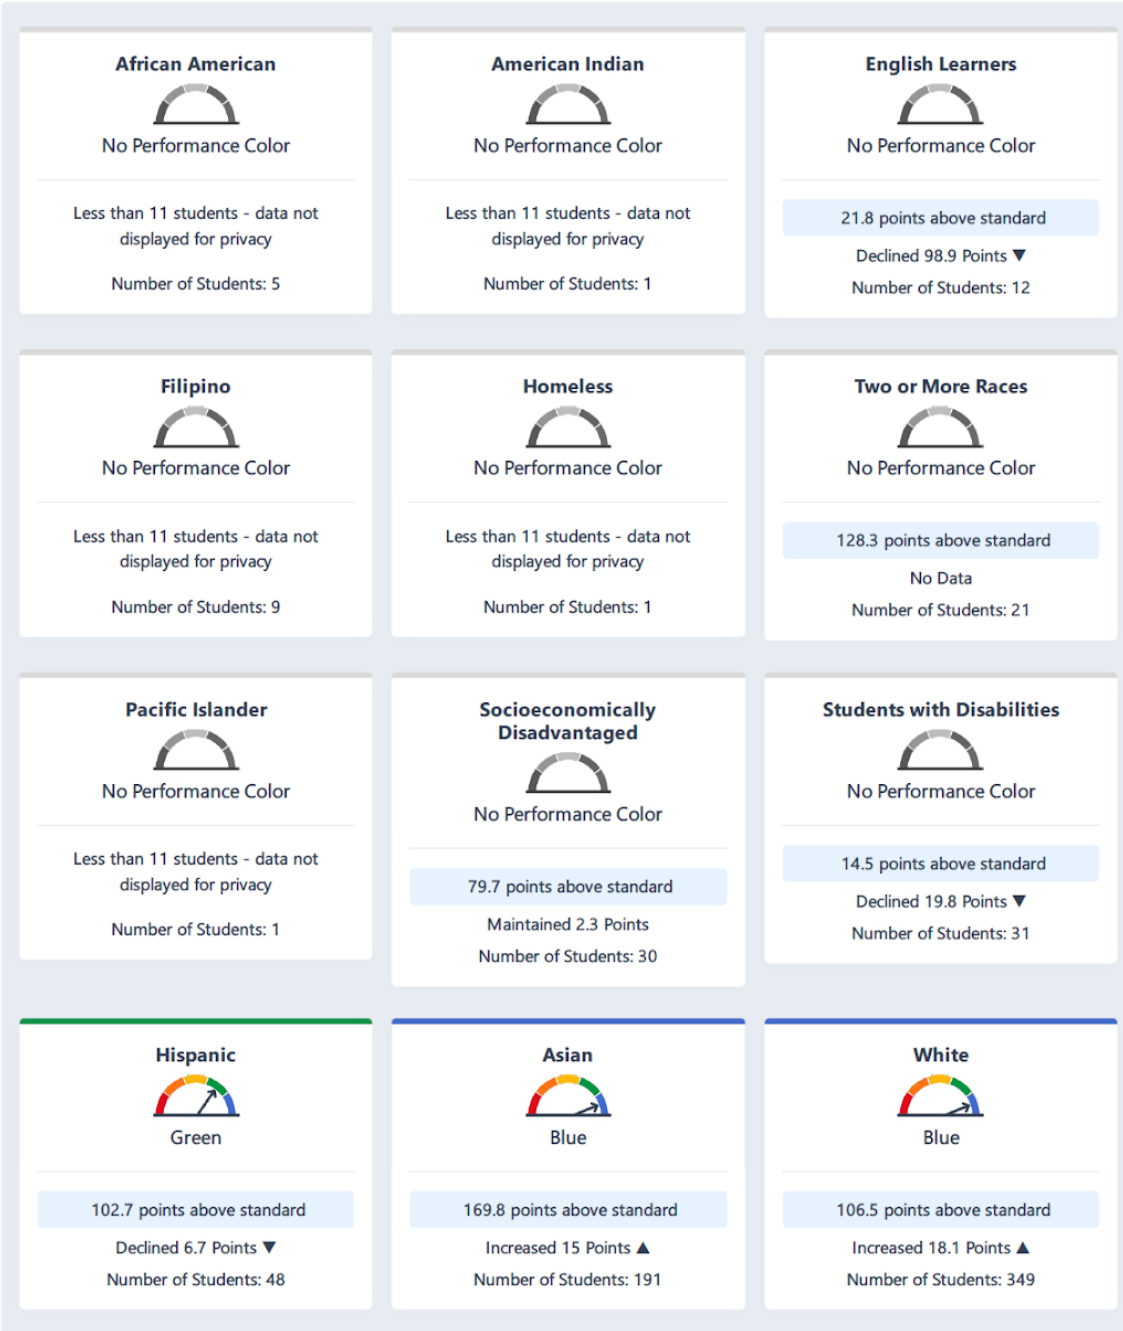 African American
No Performance Color
Less than 11 students - data not
displayed for privacy
Number of Students: 5
American Indian
No Performance Color
Less than 11 students - data not
displayed for privacy
Number of Students: 1
English Learners
No Performance Color
21.8 points above standard
Declined 98.9 Points ▼
Number of Students: 12
Filipino
No Performance Color
Less than 11 students - data not
displayed for privacy
Number of Students: 9
Homeless
No Performance Color
Less than 11 students - data not
displayed for privacy
Number of Students: 1
Two or More Races
No Performance Color
128.3 points above standard
No Data
Number of Students: 21
Pacific Islander
No Performance Color
Less than 11 students - data not
displayed for privacy
Number of Students: 1
Socioeconomically
Disadvantaged
No Performance Color
79.7 points above standard
Maintained 2.3 Points
Number of Students: 30
Students with Disabilities
No Performance Color
14.5 points above standard
Declined 19.8 Points ▼
Number of Students: 31
Hispanic
Green
102.7 points above standard
Declined 6.7 Points ▼
Number of Students: 48
Asian
Blue
169.8 points above standard
Increased 15 Points ▲
Number of Students: 191
White
Blue
106.5 points above standard
Increased 18.1 Points ▲
Number of Students: 349